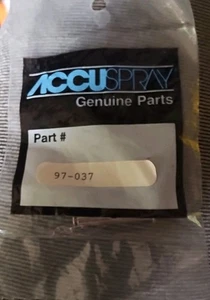 ACCUSPRAY
Genuine Parts
Part #
97-037